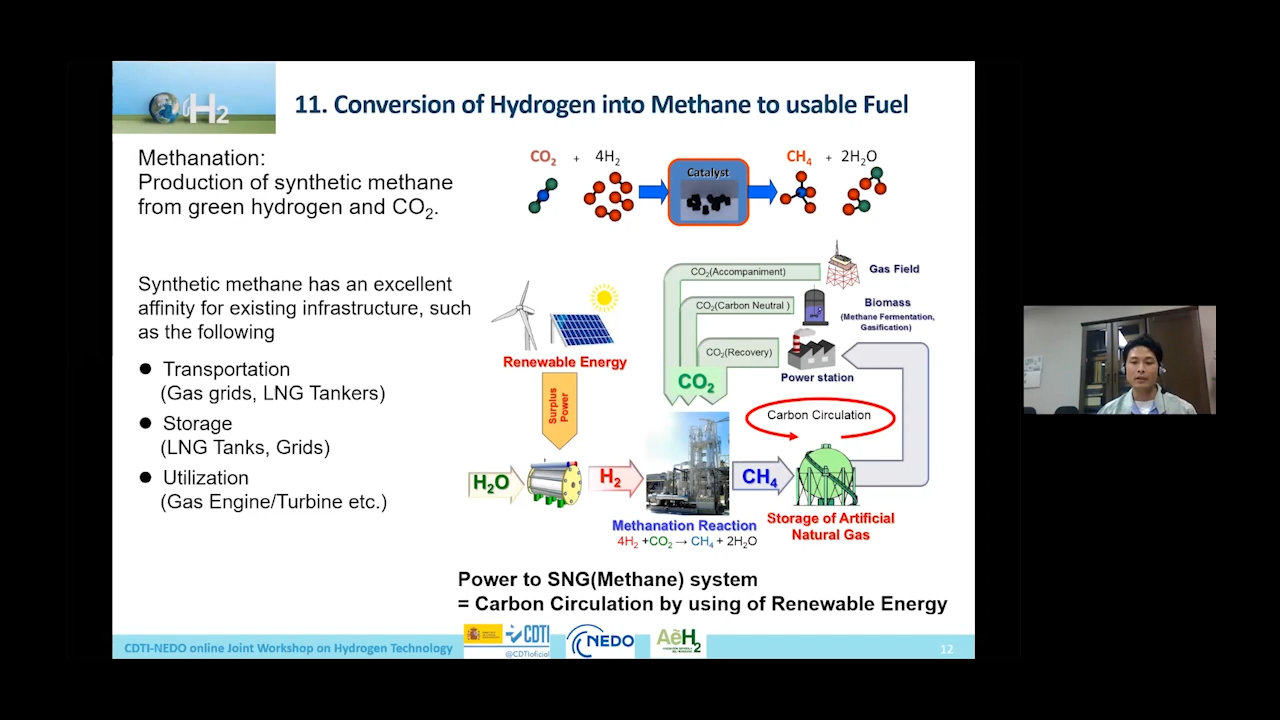 H2
11. Conversion of Hydrogen into Methane to usable Fuel
Methanation:
Production of synthetic methane
from green hydrogen and CO2.
CO2 + 4H2
Catalyst
CH4 + 2H2O
Synthetic methane has an excellent
affinity for existing infrastructure, such
as the following
● Transportation
(Gas grids, LNG Tankers)
● Storage
(LNG Tanks, Grids)
● Utilization
(Gas Engine/Turbine etc.)
Renewable Energy
Surplus
Power
CO2(Accompaniment)
Gas Field
CO2(Carbon Neutral )
Biomass
(Methane Fermentation,
Gasification)
CO2(Recovery)
Power station
CO2
Carbon Circulation
H2O
H2
CH4
Methanation Reaction
4H2 +CO2 → CH4 + 2H2O
Storage of Artificial
Natural Gas
Power to SNG(Methane) system
= Carbon Circulation by using of Renewable Energy
CDTI-NEDO online Joint Workshop on Hydrogen Technology
CDTI
@CDTIoficial
NEDO
AeH2
12